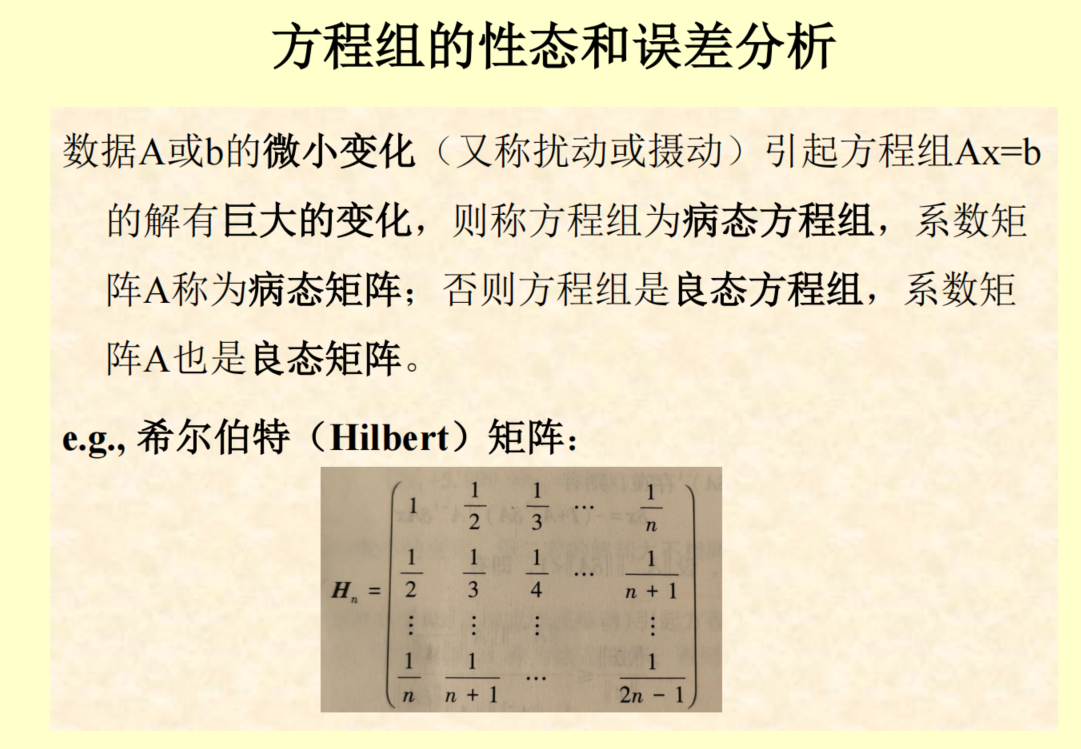 方程组的性态和误差分析
数据A或b的微小变化（又称扰动或摄动）引起方程组Ax=b
的解有巨大的变化，则称方程组为病态方程组，系数矩
阵A称为病态矩阵；否则方程组是良态方程组，系数矩
阵A也是良态矩阵。
e.g., 希尔伯特（Hilbert）矩阵：
1 1/2 1/3 ⋯ 1/n
Hₙ = 1/2 1/3 1/4 ⋯ 1/(n + 1)
⋮ ⋮ ⋮ ⋮
1/n 1/(n + 1) ⋯ 1/(2n − 1)